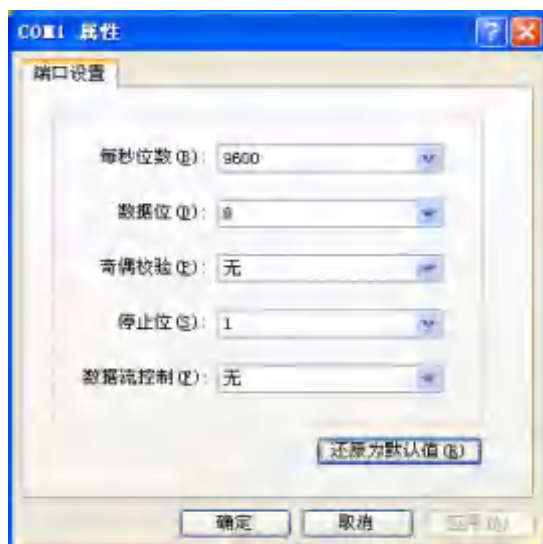 COM1 属性
端口设置
每秒位数(B): 9600
数据位(D): 8
奇偶校验(P): 无
停止位(S): 1
数据流控制(F): 无
还原为默认值(R)
确定 取消 应用(A)